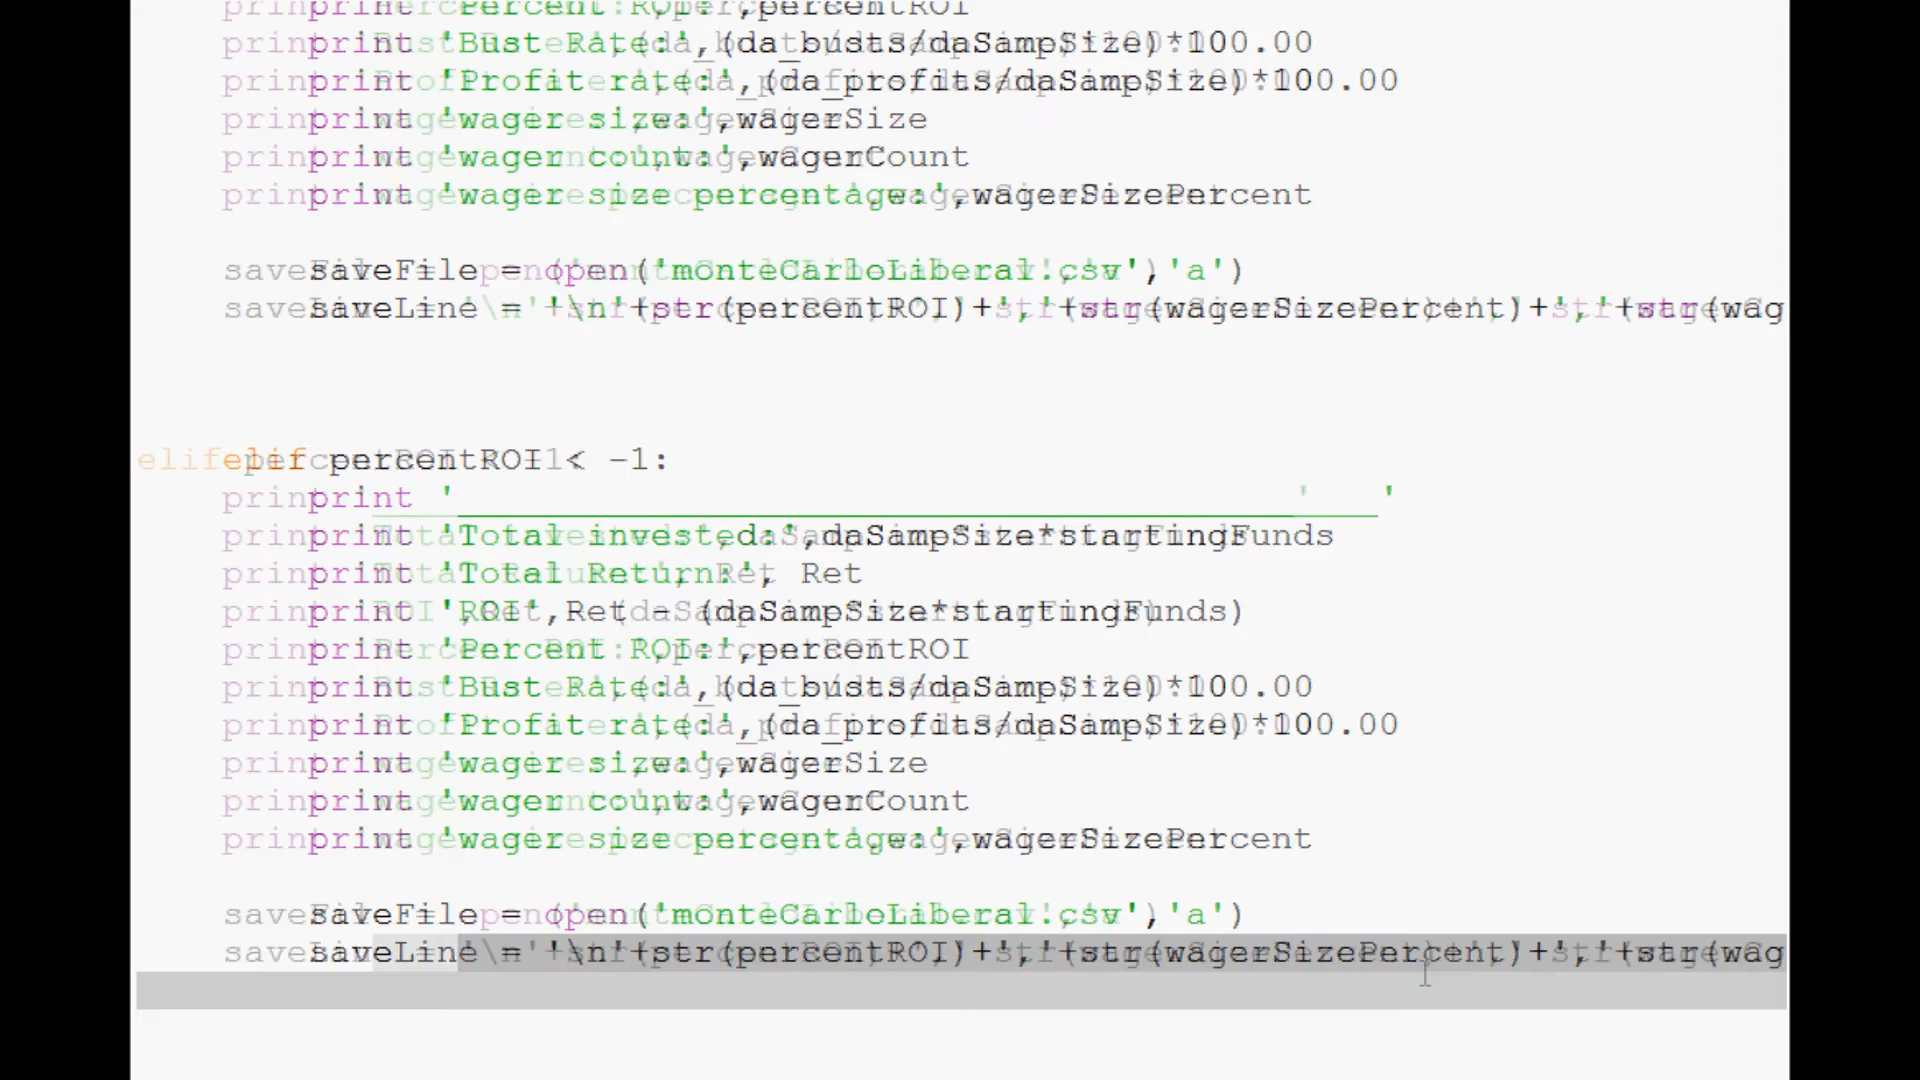 print 'Percent ROI:',percentROI
print 'Bust Rate:',(da_busts/daSampSize)*100.00
print 'Profit rate:',(da_profits/daSampSize)*100.00
print 'wager size:',wagerSize
print 'wager count:',wagerCount
print 'wager size percentage:',wagerSizePercent
saveFile = open('monteCarloLiberal.csv','a')
saveLine = '\n'+str(percentROI)+','+str(wagerSizePercent)+','+str(wag
elif percentROI < -1:
print '____________________________________________'
print 'Total invested:',daSampSize*startingFunds
print 'Total Return:', Ret
print 'ROI',Ret - (daSampSize*startingFunds)
print 'Percent ROI:',percentROI
print 'Bust Rate:',(da_busts/daSampSize)*100.00
print 'Profit rate:',(da_profits/daSampSize)*100.00
print 'wager size:',wagerSize
print 'wager count:',wagerCount
print 'wager size percentage:',wagerSizePercent
saveFile = open('monteCarloLiberal.csv','a')
saveLine = '\n'+str(percentROI)+','+str(wagerSizePercent)+','+str(wag